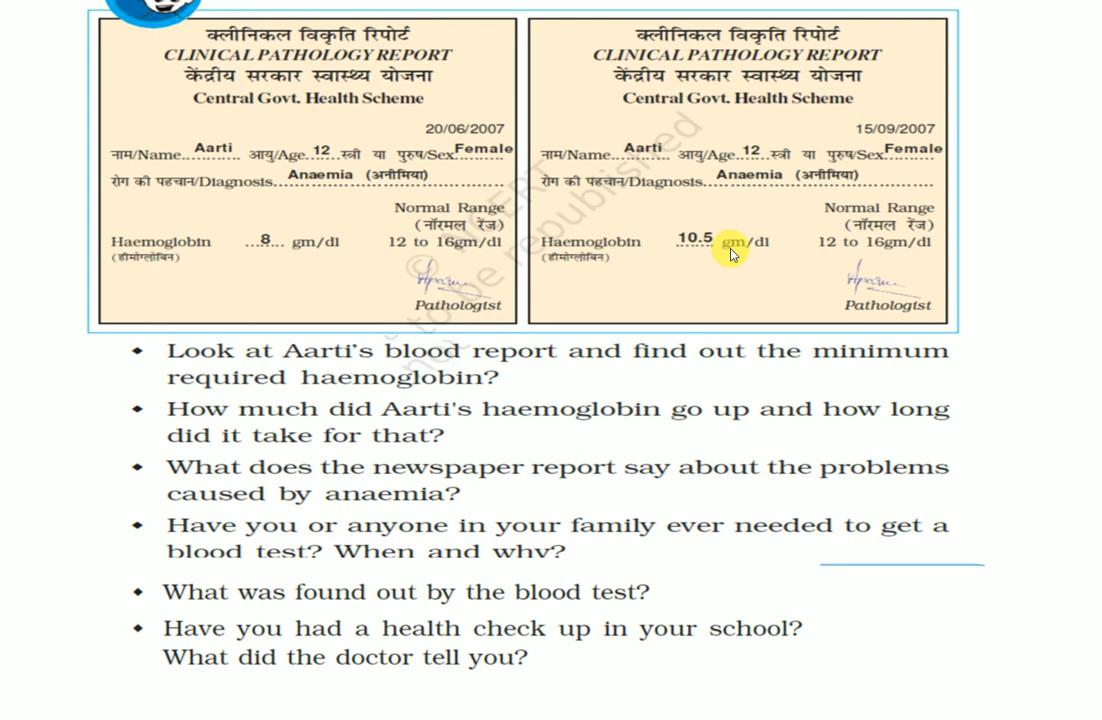 क्लीनिकल विकृति रिपोर्ट
CLINICAL PATHOLOGY REPORT
केंद्रीय सरकार स्वास्थ्य योजना
Central Govt. Health Scheme
20/06/2007
नाम/Name....Aarti.... आयु/Age..12..स्त्री या पुरुष/Sex..Female
रोग की पहचान/Diagnosis....Anaemia (अनीमिया)....
Normal Range
(नॉरमल रेंज)
Haemoglobin ...8... gm/dl 12 to 16gm/dl
(हीमोग्लोबिन)
Pathologist
क्लीनिकल विकृति रिपोर्ट
CLINICAL PATHOLOGY REPORT
केंद्रीय सरकार स्वास्थ्य योजना
Central Govt. Health Scheme
15/09/2007
नाम/Name....Aarti.... आयु/Age..12..स्त्री या पुरुष/Sex..Female
रोग की पहचान/Diagnosis....Anaemia (अनीमिया)....
Normal Range
(नॉरमल रेंज)
Haemoglobin 10.5 gm/dl 12 to 16gm/dl
(हीमोग्लोबिन)
Pathologist
© NCERT
not to be republished
• Look at Aarti's blood report and find out the minimum
required haemoglobin?
• How much did Aarti's haemoglobin go up and how long
did it take for that?
• What does the newspaper report say about the problems
caused by anaemia?
• Have you or anyone in your family ever needed to get a
blood test? When and why?
• What was found out by the blood test?
• Have you had a health check up in your school?
What did the doctor tell you?